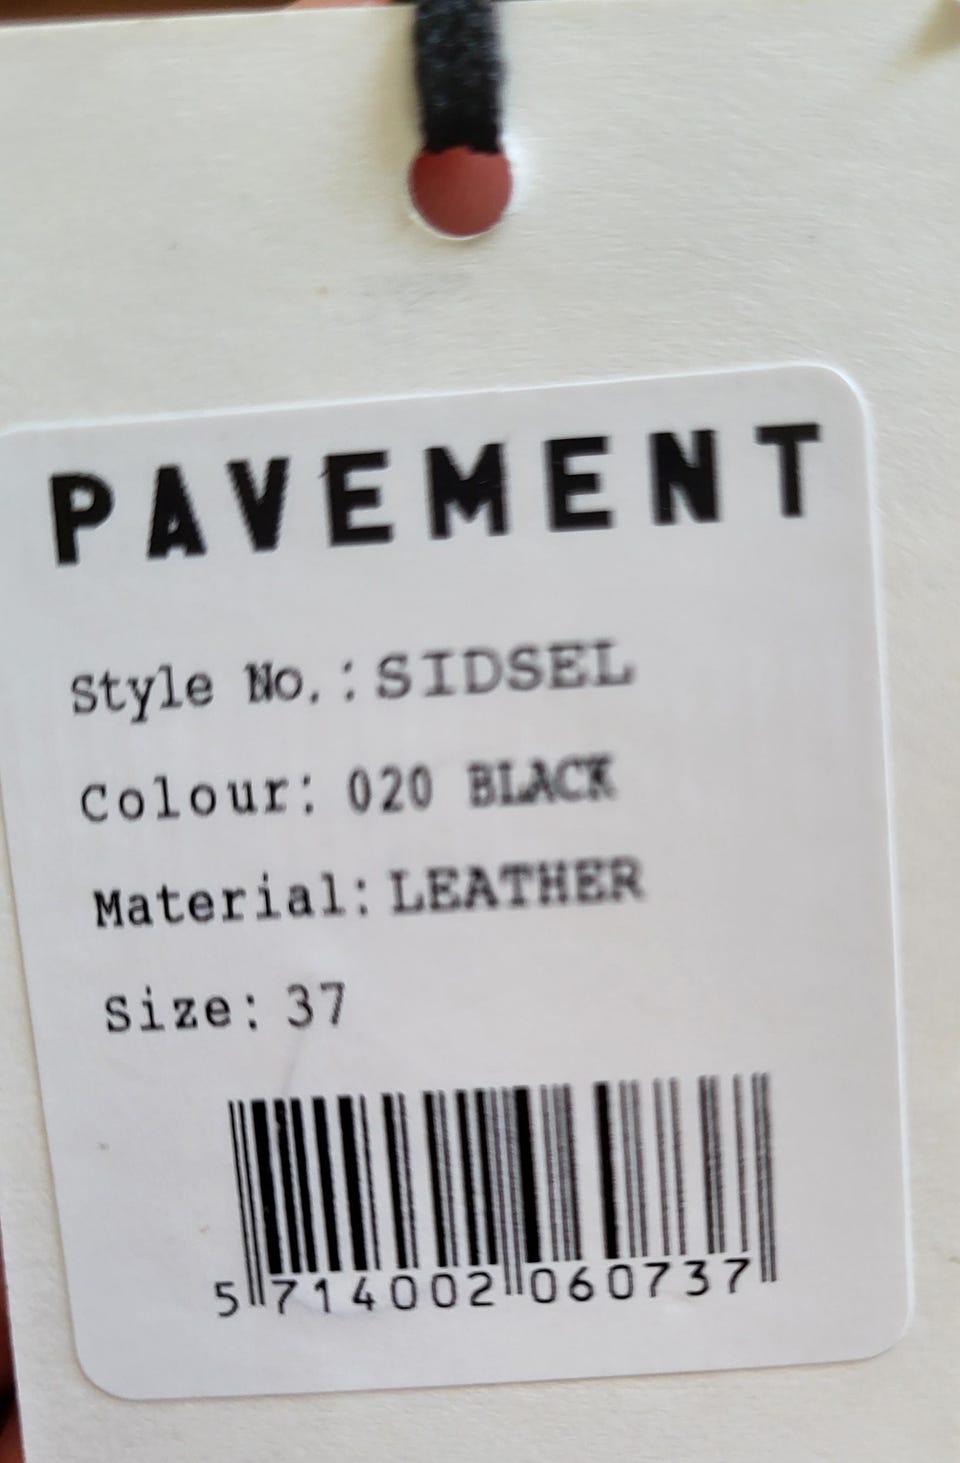 PAVEMENT
Style No.: SIDSEL
Colour: 020 BLACK
Material: LEATHER
Size: 37
5 714002 060737